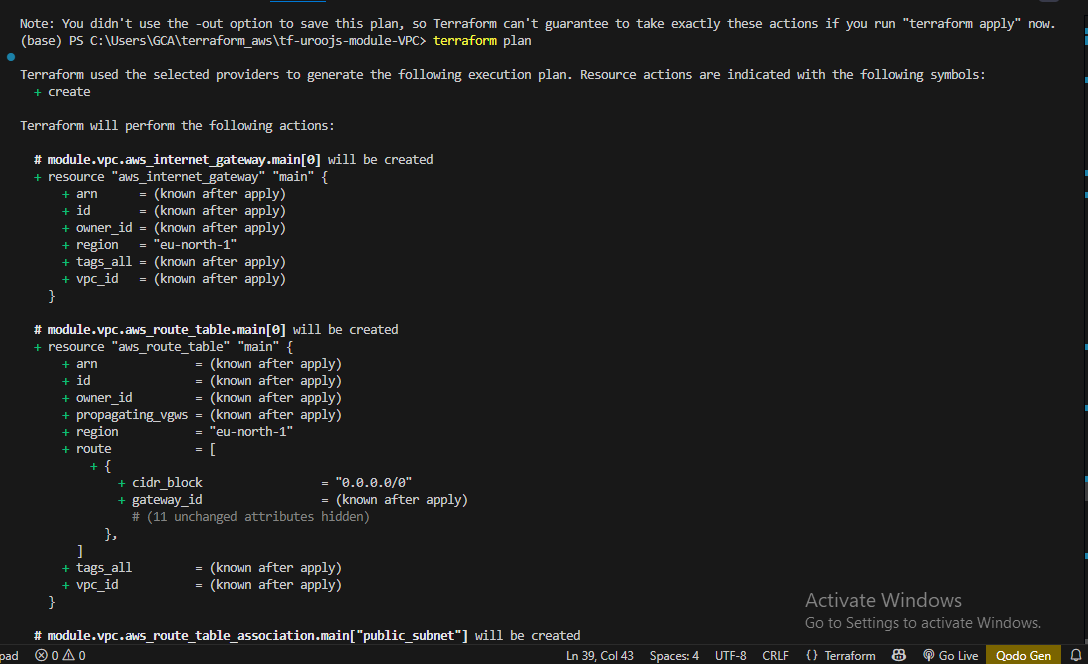 Note: You didn't use the -out option to save this plan, so Terraform can't guarantee to take exactly these actions if you run "terraform apply" now.
(base) PS C:\Users\GCA\terraform_aws\tf-uroojs-module-VPC> terraform plan
Terraform used the selected providers to generate the following execution plan. Resource actions are indicated with the following symbols:
  + create
Terraform will perform the following actions:
  # module.vpc.aws_internet_gateway.main[0] will be created
  + resource "aws_internet_gateway" "main" {
      + arn      = (known after apply)
      + id       = (known after apply)
      + owner_id = (known after apply)
      + region   = "eu-north-1"
      + tags_all = (known after apply)
      + vpc_id   = (known after apply)
    }
  # module.vpc.aws_route_table.main[0] will be created
  + resource "aws_route_table" "main" {
      + arn              = (known after apply)
      + id               = (known after apply)
      + owner_id         = (known after apply)
      + propagating_vgws = (known after apply)
      + region           = "eu-north-1"
      + route            = [
          + {
              + cidr_block                 = "0.0.0.0/0"
              + gateway_id                 = (known after apply)
                # (11 unchanged attributes hidden)
            },
        ]
      + tags_all         = (known after apply)
      + vpc_id           = (known after apply)
    }
  # module.vpc.aws_route_table_association.main["public_subnet"] will be created
Activate Windows
Go to Settings to activate Windows.
pad 0 0 Ln 39, Col 43 Spaces: 4 UTF-8 CRLF {} Terraform Go Live Qodo Gen